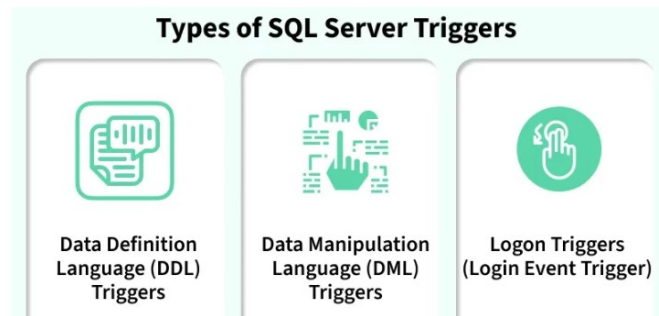 Types of SQL Server Triggers
Data Definition
Language (DDL)
Triggers
Data Manipulation
Language (DML)
Triggers
Logon Triggers
(Login Event Trigger)